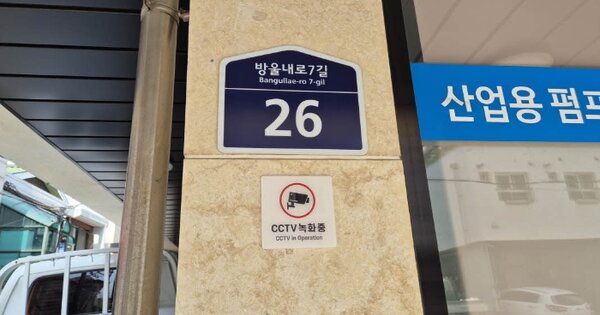 방울내로7길
Bangullae-ro 7-gil
26
산업용 펌프
CCTV 녹화중
CCTV in Operation